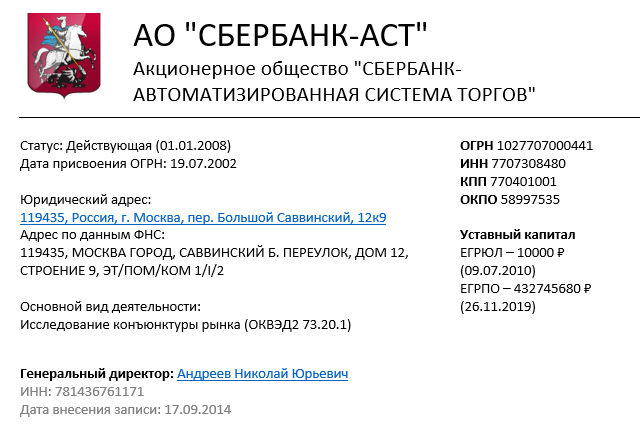 АО "СБЕРБАНК-АСТ"
Акционерное общество "СБЕРБАНК-
АВТОМАТИЗИРОВАННАЯ СИСТЕМА ТОРГОВ"
Статус: Действующая (01.01.2008)
Дата присвоения ОГРН: 19.07.2002
Юридический адрес:
119435, Россия, г. Москва, пер. Большой Саввинский, 12к9
Адрес по данным ФНС:
119435, МОСКВА ГОРОД, САВВИНСКИЙ Б. ПЕРЕУЛОК, ДОМ 12,
СТРОЕНИЕ 9, ЭТ/ПОМ/КОМ 1/I/2
Основной вид деятельности:
Исследование конъюнктуры рынка (ОКВЭД2 73.20.1)
ОГРН 1027707000441
ИНН 7707308480
КПП 770401001
ОКПО 58997535
Уставный капитал
ЕГРЮЛ – 10000 ₽
(09.07.2010)
ЕГРПО – 432745680 ₽
(26.11.2019)
Генеральный директор: Андреев Николай Юрьевич
ИНН: 781436761171
Дата внесения записи: 17.09.2014